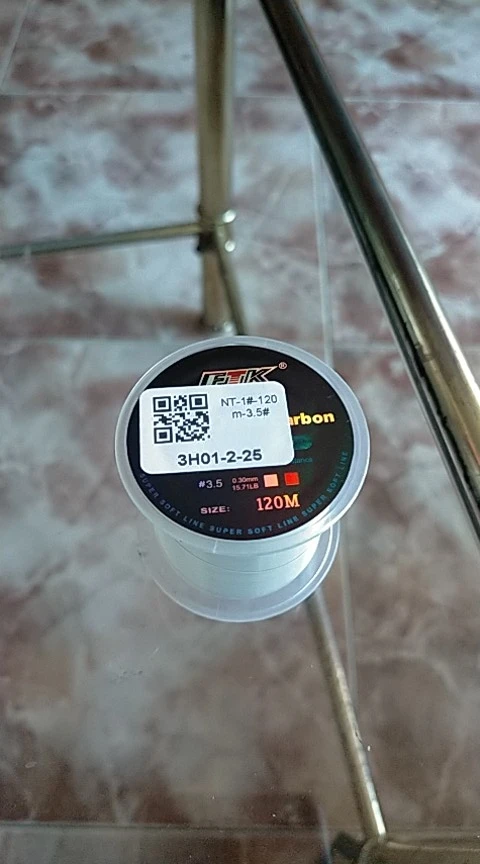 FTK®
NT-1#-120
m-3.5#
3H01-2-25
arbon
#3.5 0.30mm
15.71LB
SIZE: 120M
SUPER SOFT LINE SUPER SOFT LINE SUPER SOFT LINE